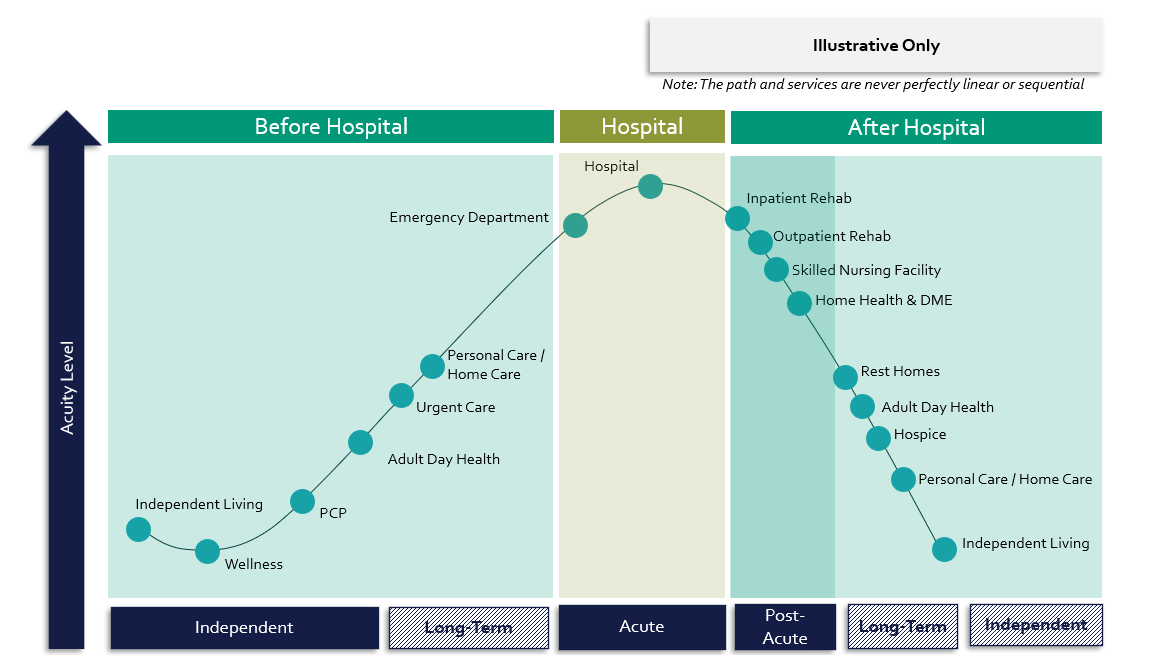 Illustrative Only
Note: The path and services are never perfectly linear or sequential
Before Hospital
Hospital
After Hospital
Acuity Level
Hospital
Emergency Department
Inpatient Rehab
Outpatient Rehab
Skilled Nursing Facility
Home Health & DME
Personal Care /
Home Care
Urgent Care
Adult Day Health
Independent Living
PCP
Wellness
Rest Homes
Adult Day Health
Hospice
Personal Care / Home Care
Independent Living
Independent
Long-Term
Acute
Post-
Acute
Long-Term
Independent